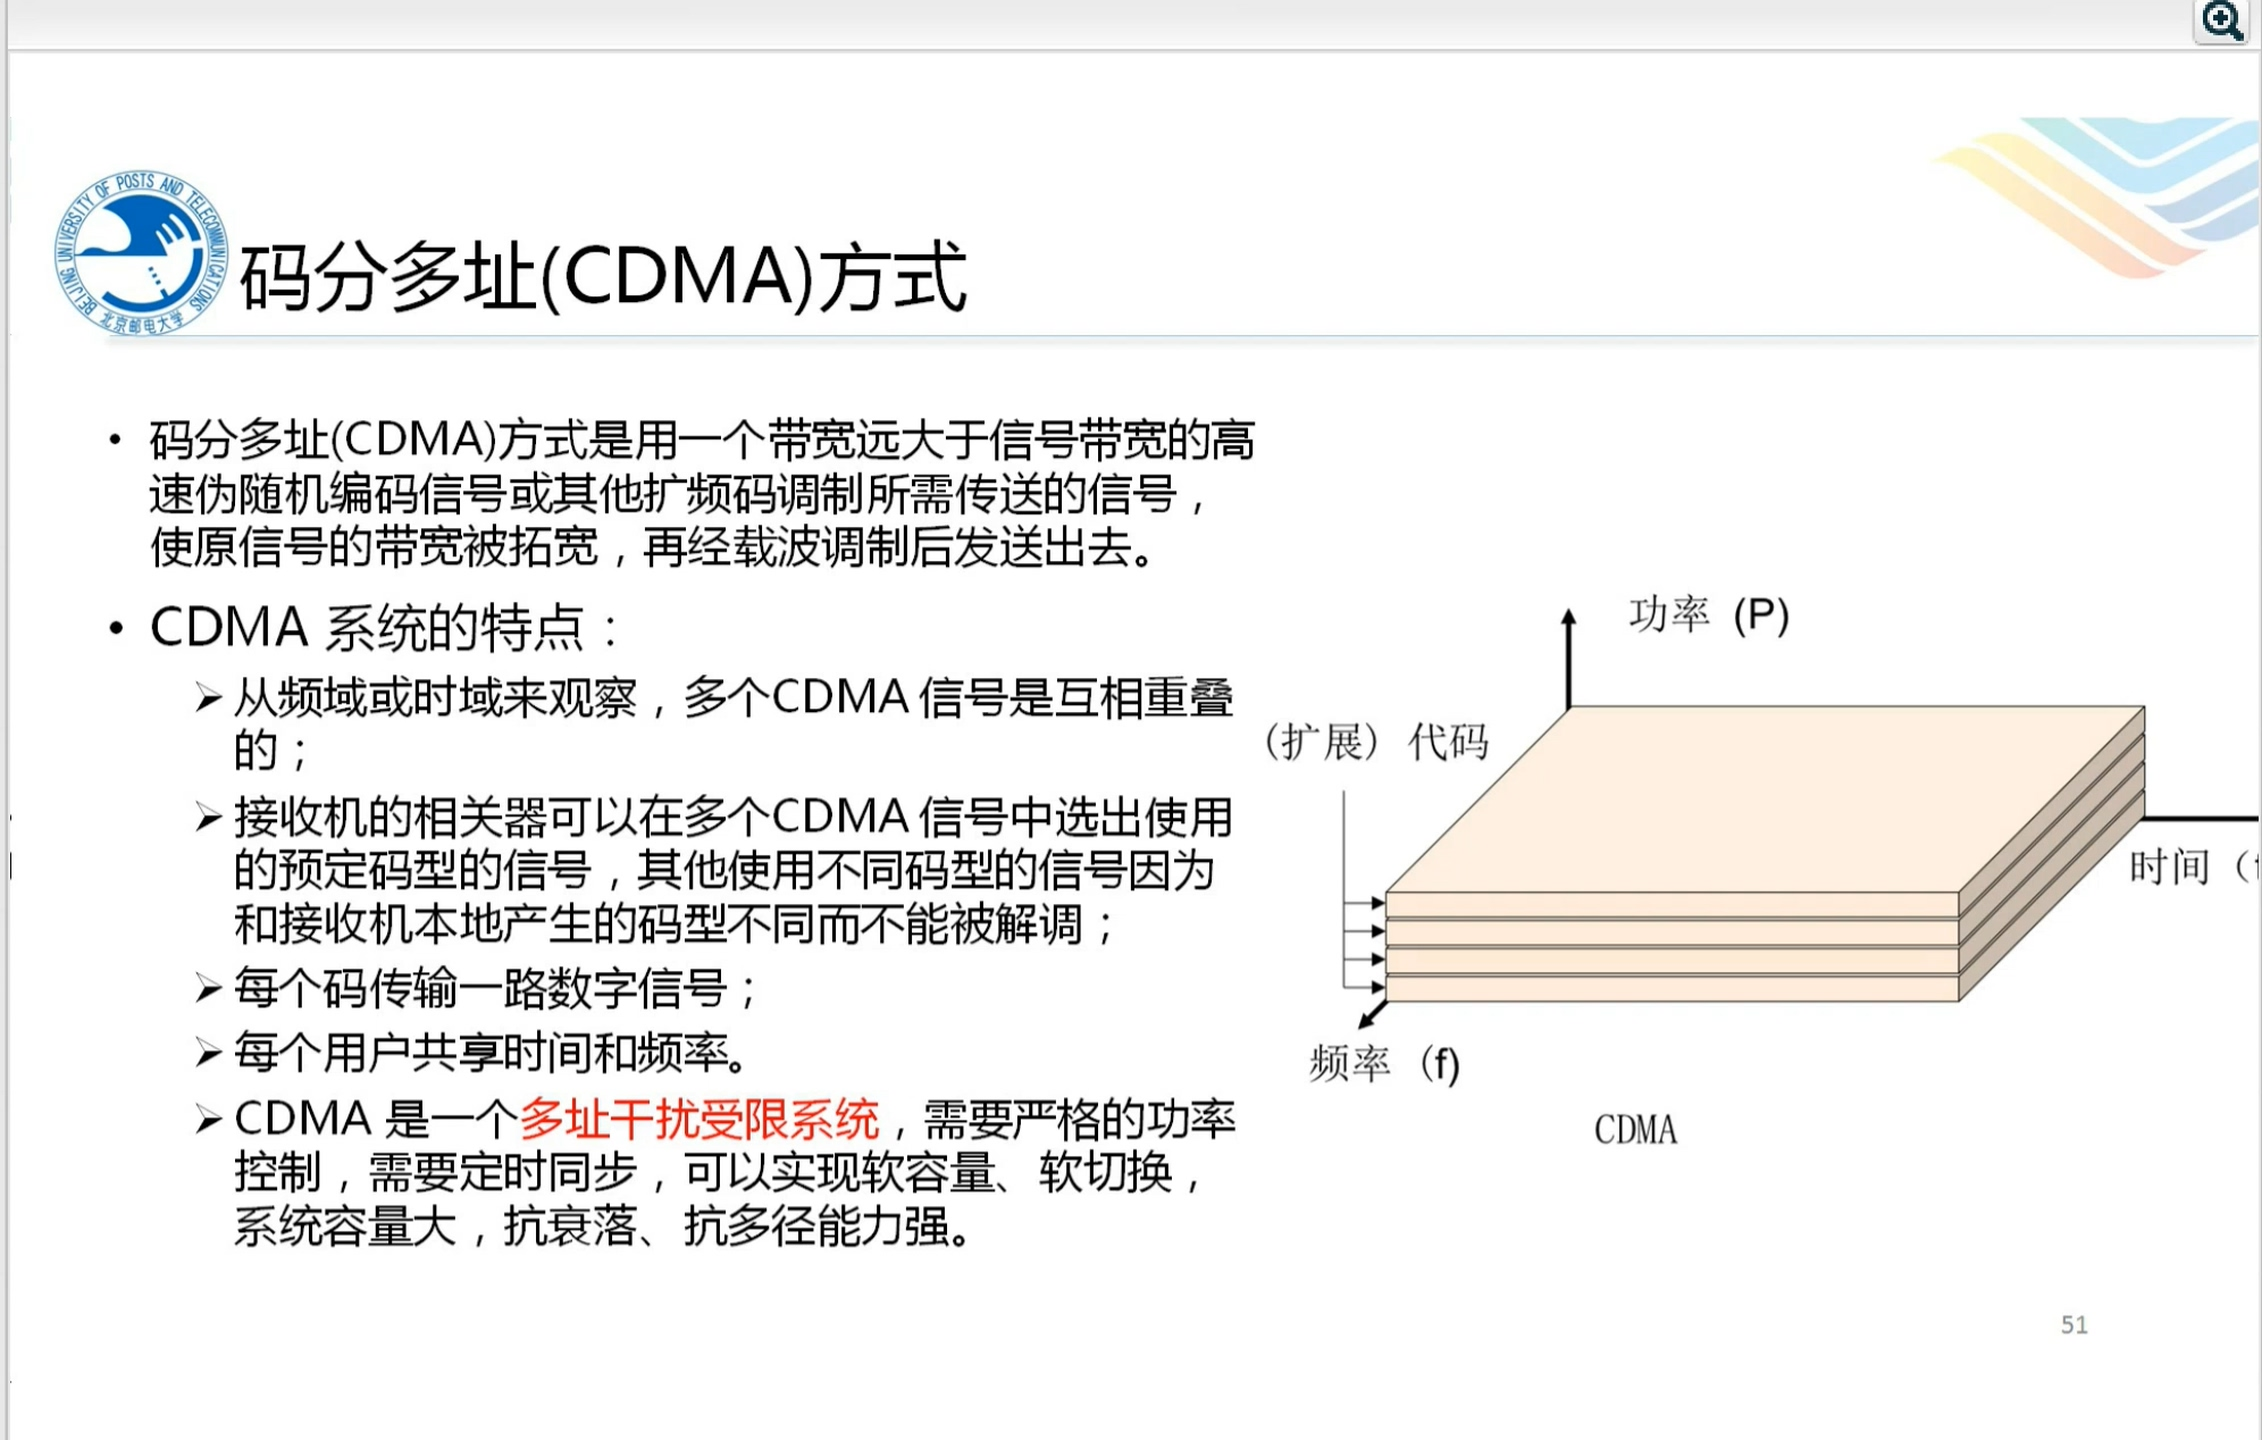 BEIJING UNIVERSITY OF POSTS AND TELECOMMUNICATIONS
北京邮电大学
码分多址(CDMA)方式
• 码分多址(CDMA)方式是用一个带宽远大于信号带宽的高
速伪随机编码信号或其他扩频码调制所需传送的信号，
使原信号的带宽被拓宽，再经载波调制后发送出去。
• CDMA 系统的特点：
➢ 从频域或时域来观察，多个CDMA 信号是互相重叠
的；
➢ 接收机的相关器可以在多个CDMA 信号中选出使用
的预定码型的信号，其他使用不同码型的信号因为
和接收机本地产生的码型不同而不能被解调；
➢ 每个码传输一路数字信号；
➢ 每个用户共享时间和频率。
➢ CDMA 是一个多址干扰受限系统，需要严格的功率
控制，需要定时同步，可以实现软容量、软切换，
系统容量大，抗衰落、抗多径能力强。
功率 (P)
（扩展）代码
时间（
频率 (f)
CDMA
51